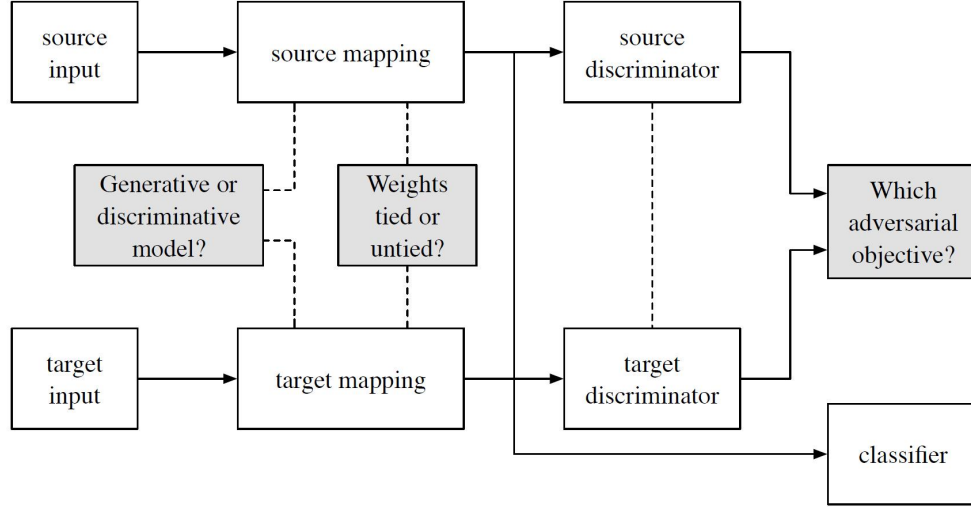 source
input
source mapping
source
discriminator
Generative or
discriminative
model?
Weights
tied or
untied?
Which
adversarial
objective?
target
input
target mapping
target
discriminator
classifier